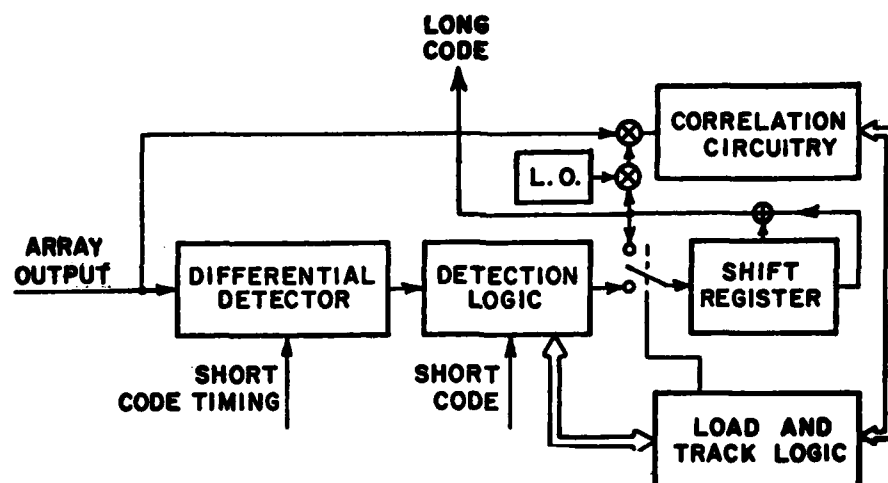 LONG
CODE
CORRELATION
CIRCUITRY
L.O.
ARRAY
OUTPUT
DIFFERENTIAL
DETECTOR
DETECTION
LOGIC
SHIFT
REGISTER
SHORT
CODE TIMING
SHORT
CODE
LOAD AND
TRACK LOGIC